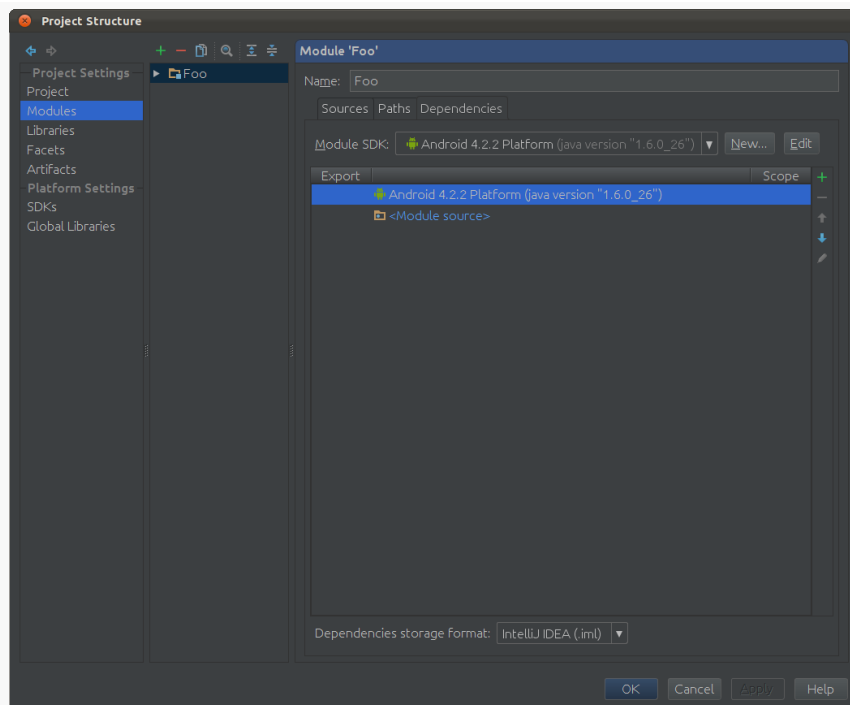 Project Structure
Project Settings
Project
Modules
Libraries
Facets
Artifacts
Platform Settings
SDKs
Global Libraries
Foo
Module 'Foo'
Name: Foo
Sources Paths Dependencies
Module SDK: Android 4.2.2 Platform (java version "1.6.0_26") New... Edit
Export Scope
Android 4.2.2 Platform (java version "1.6.0_26")
<Module source>
Dependencies storage format: IntelliJ IDEA (.iml)
OK Cancel Apply Help